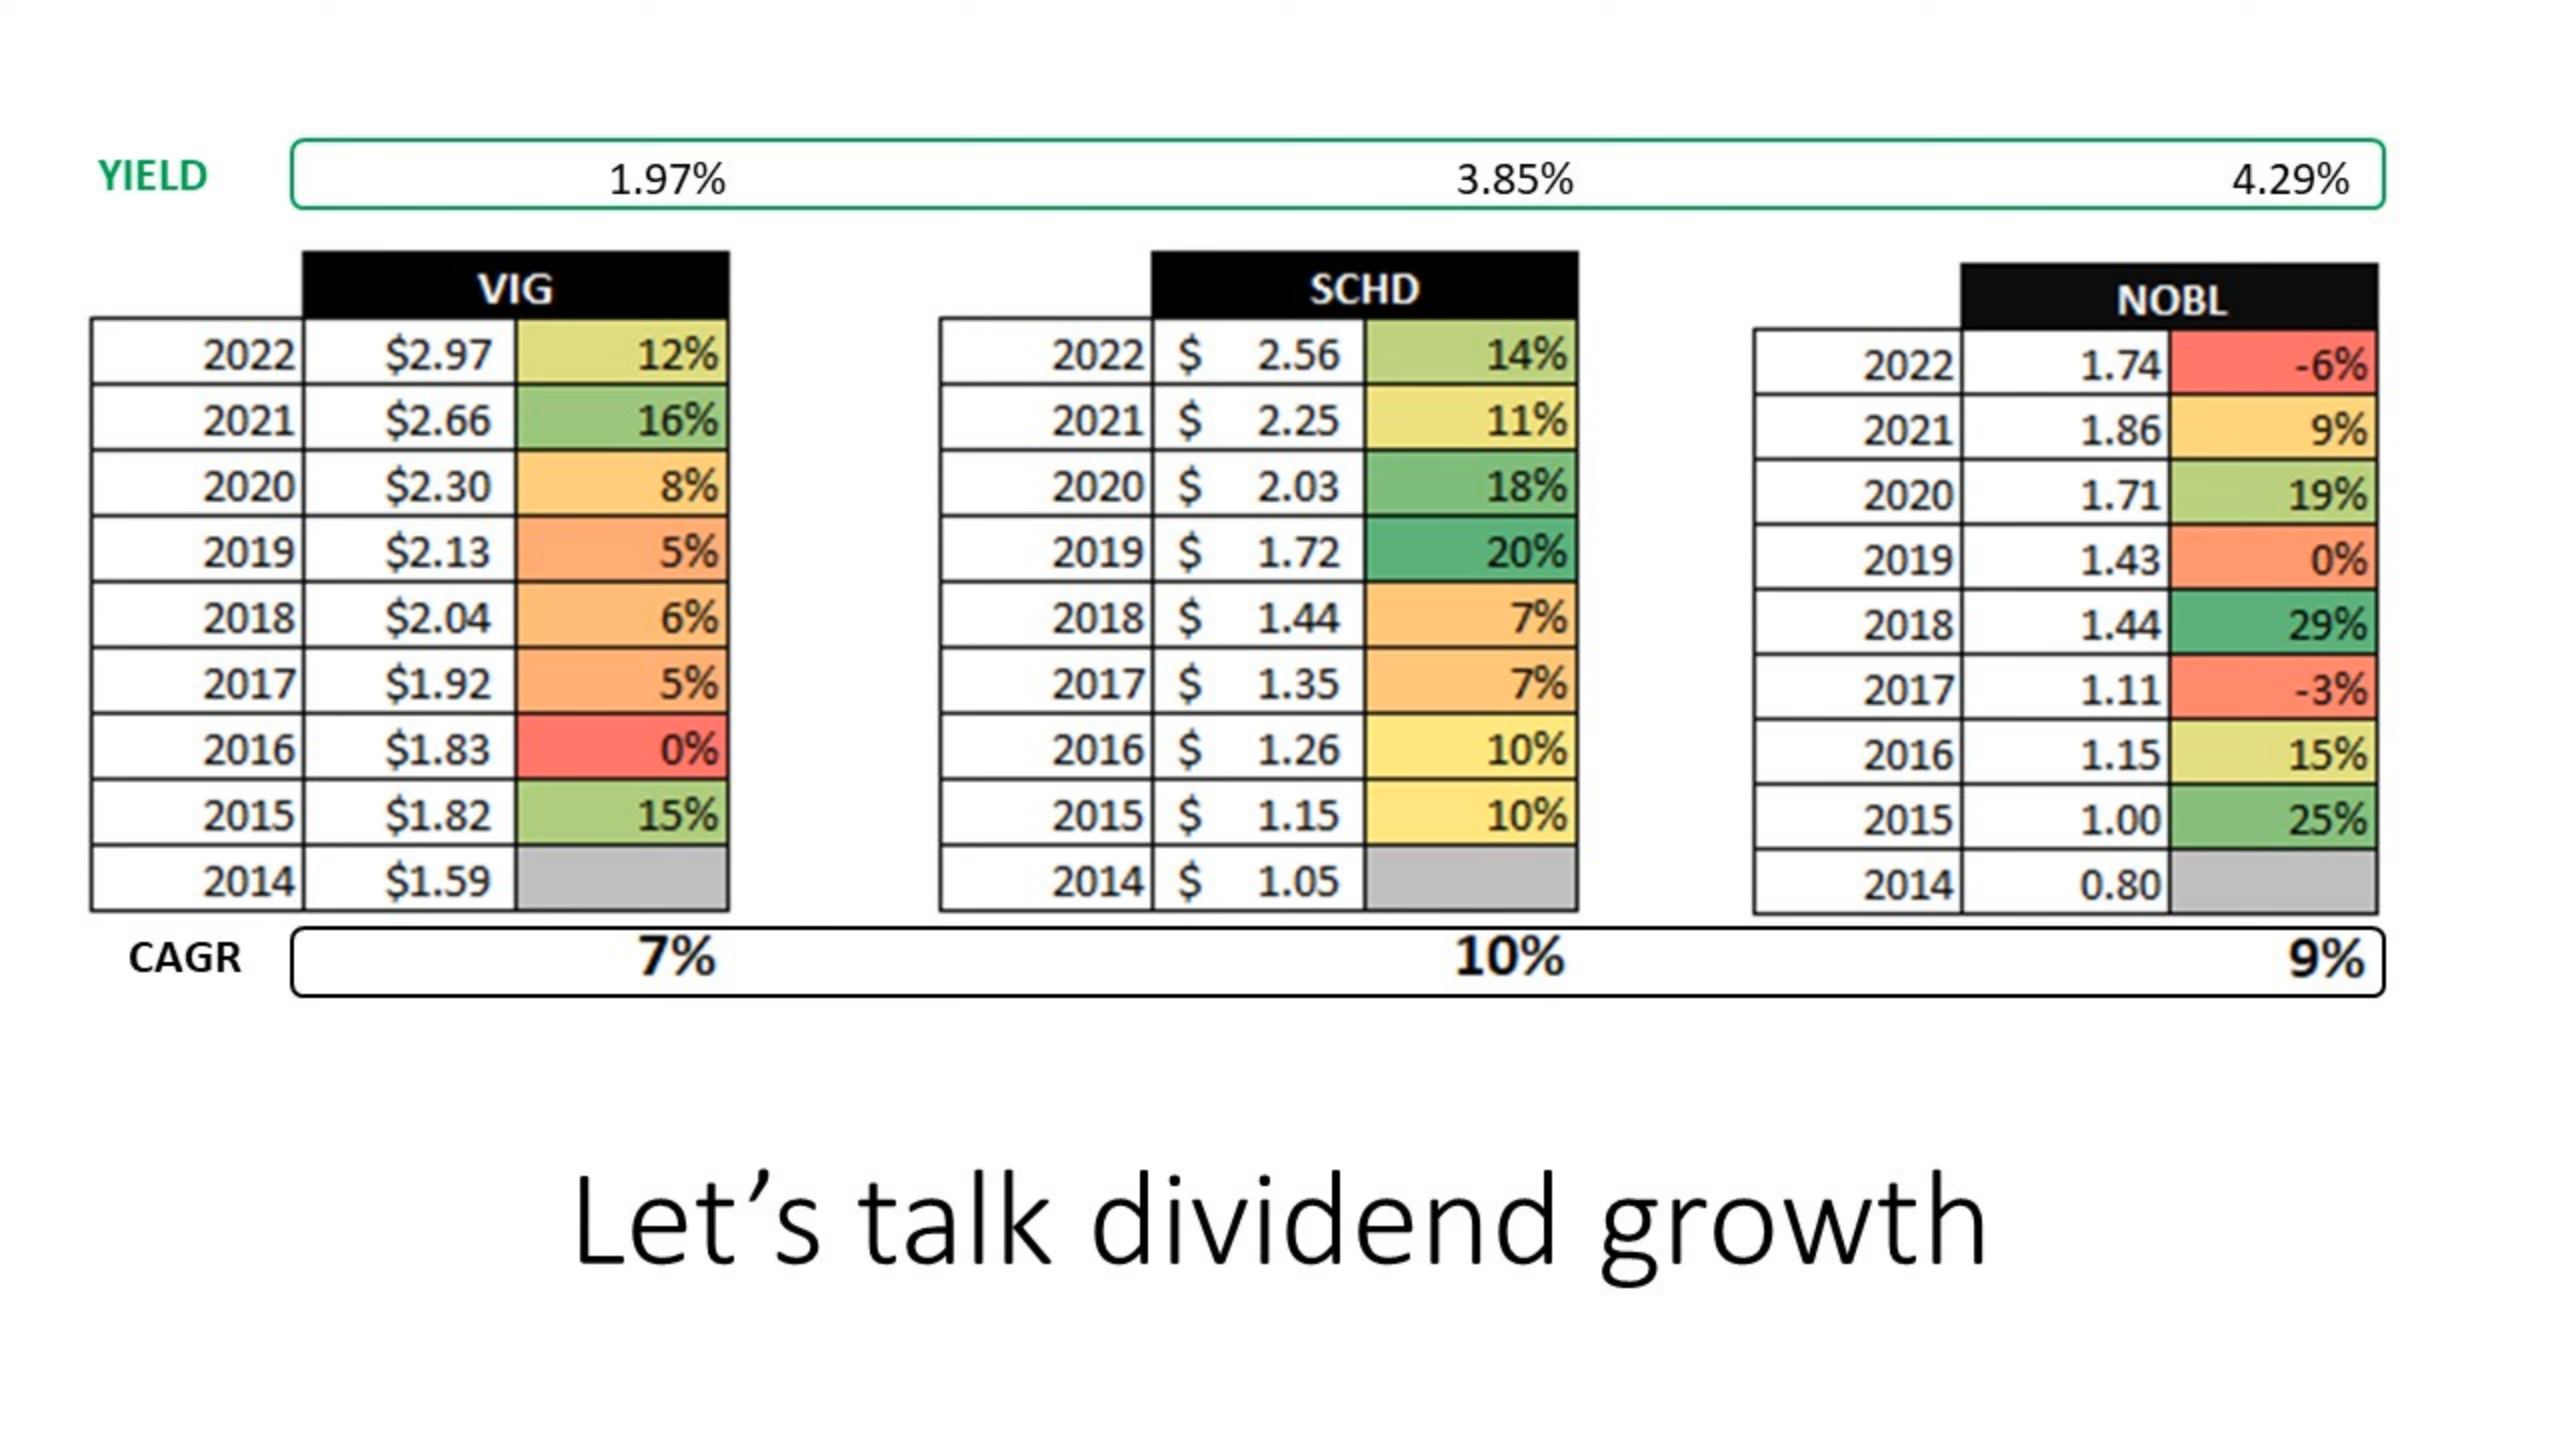 YIELD 1.97% 3.85% 4.29%
VIG SCHD NOBL
2022 $2.97 12% 2022 $ 2.56 14% 2022 1.74 -6%
2021 $2.66 16% 2021 $ 2.25 11% 2021 1.86 9%
2020 $2.30 8% 2020 $ 2.03 18% 2020 1.71 19%
2019 $2.13 5% 2019 $ 1.72 20% 2019 1.43 0%
2018 $2.04 6% 2018 $ 1.44 7% 2018 1.44 29%
2017 $1.92 5% 2017 $ 1.35 7% 2017 1.11 -3%
2016 $1.83 0% 2016 $ 1.26 10% 2016 1.15 15%
2015 $1.82 15% 2015 $ 1.15 10% 2015 1.00 25%
2014 $1.59 2014 $ 1.05 2014 0.80
CAGR 7% 10% 9%
Let’s talk dividend growth